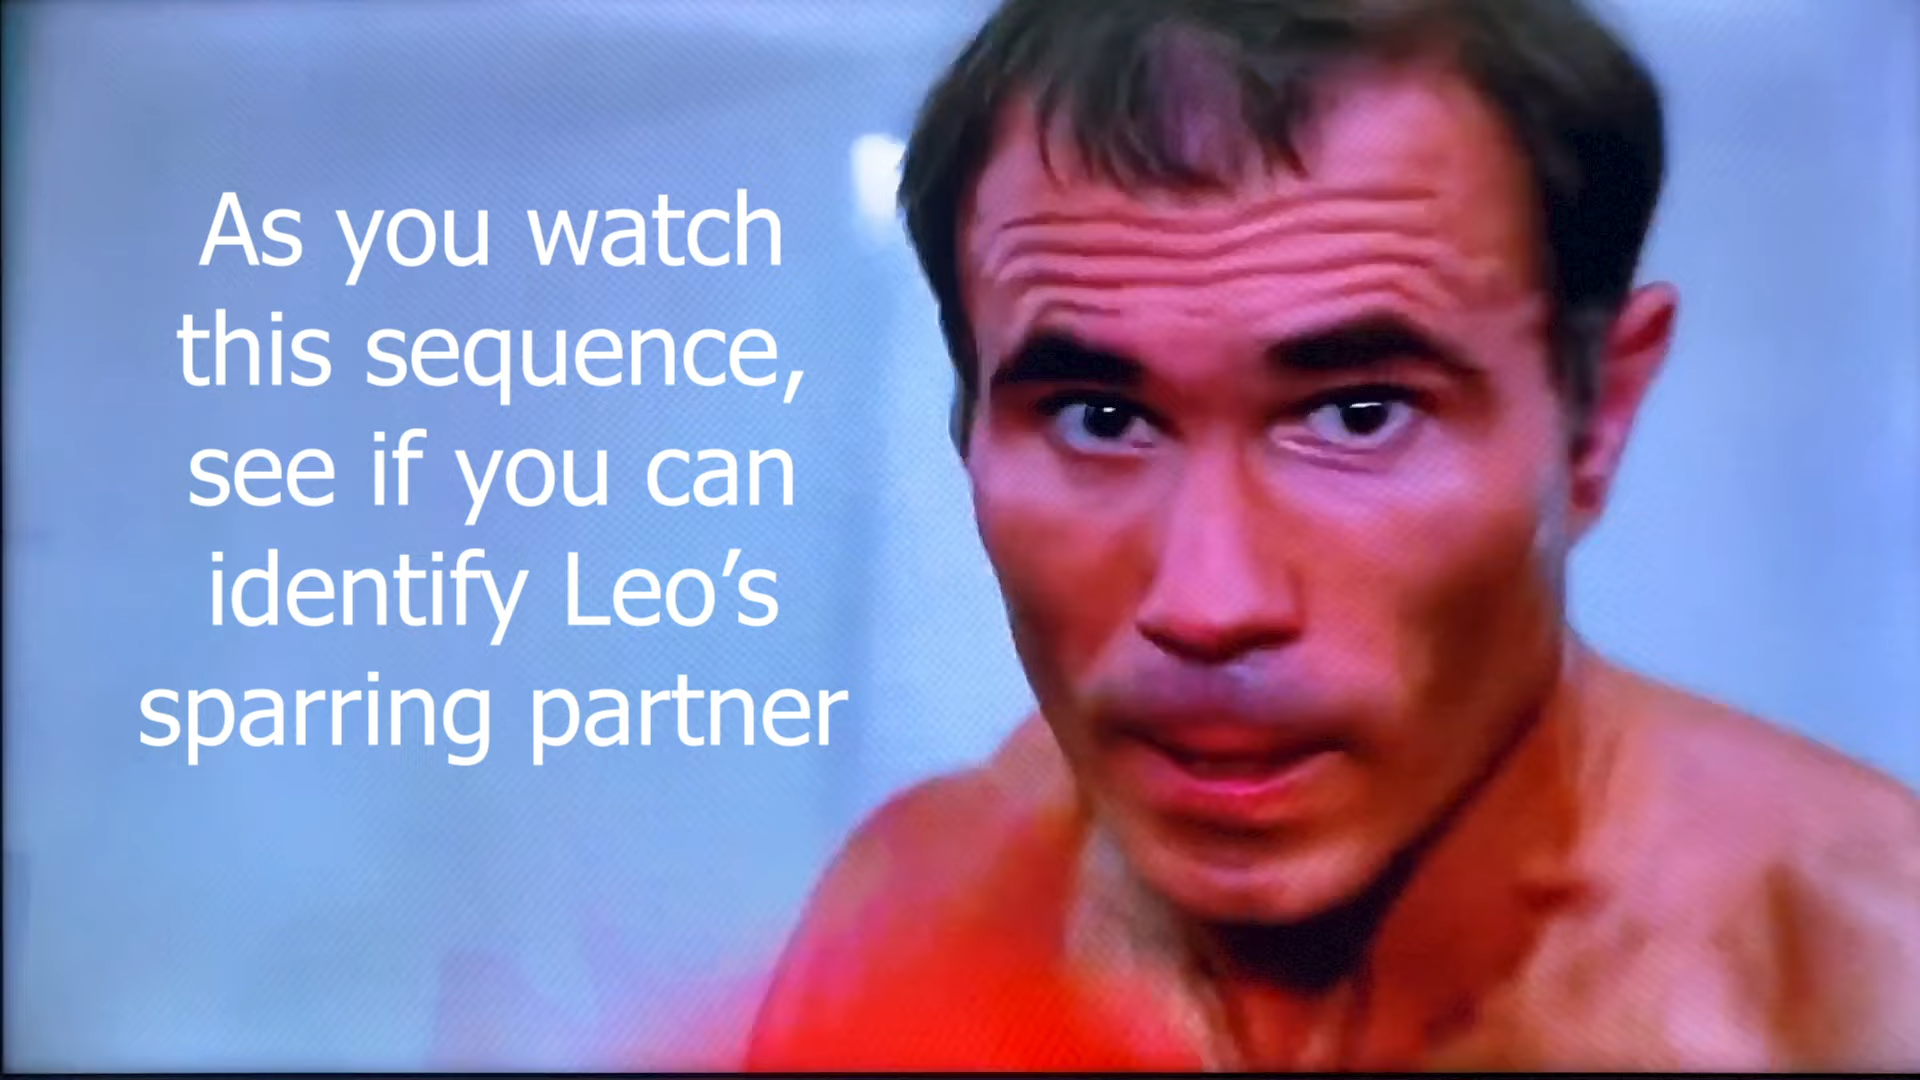 As you watch
this sequence,
see if you can
identify Leo’s
sparring partner